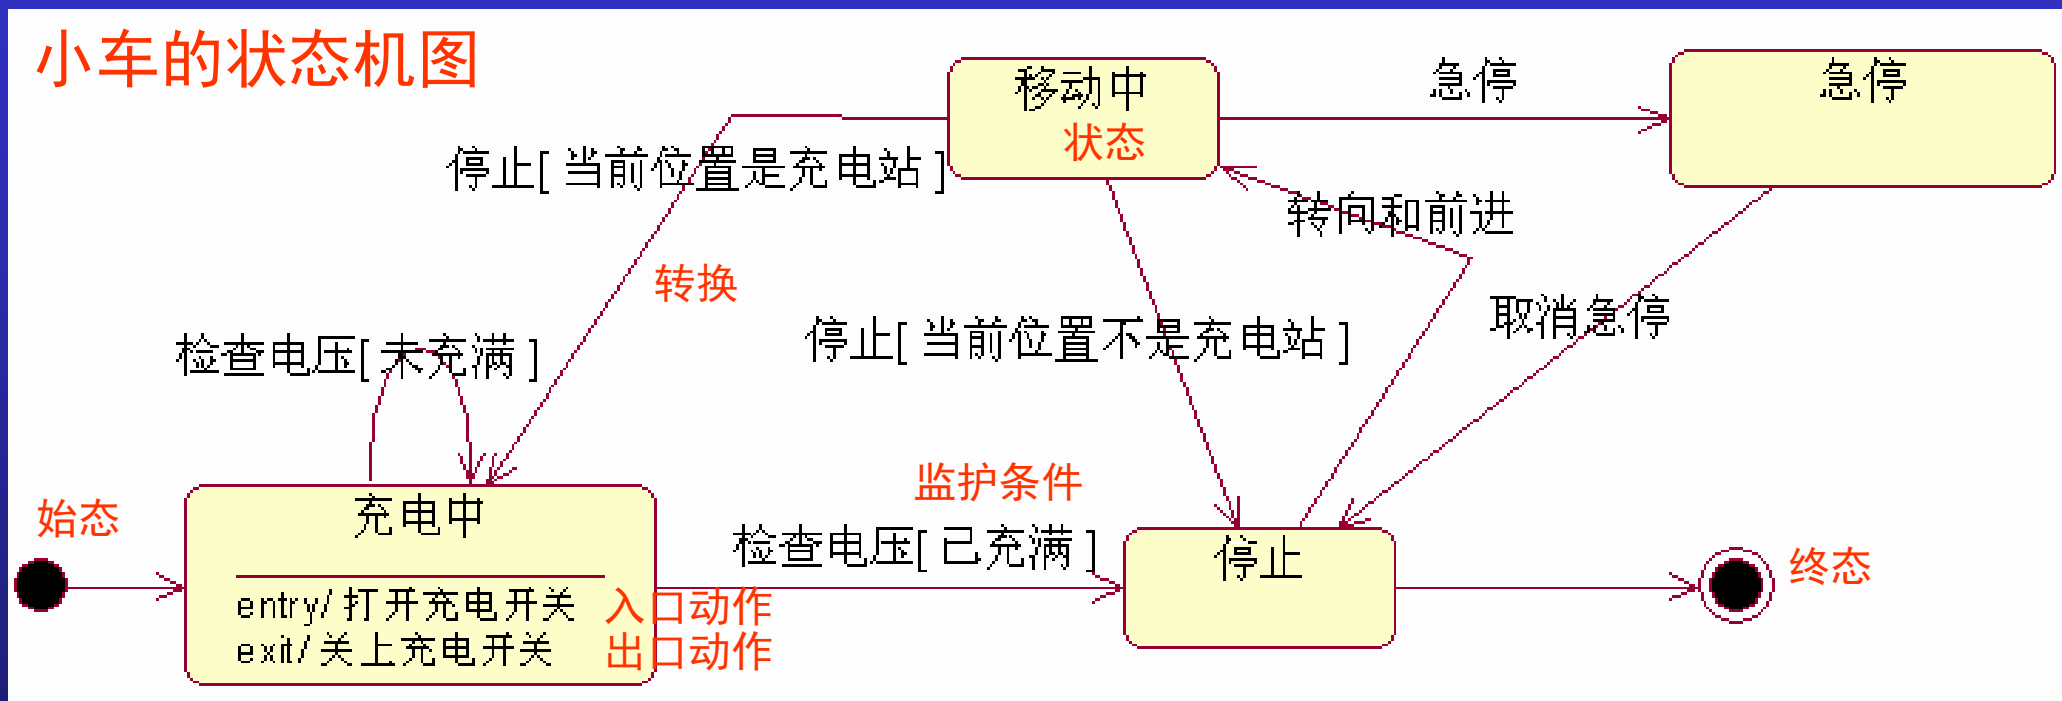 小车的状态机图
移动中
状态
急停
急停
停止[当前位置是充电站]
转向和前进
转换
取消急停
停止[当前位置不是充电站]
检查电压[未充满]
始态
充电中
entry/打开充电开关
入口动作
exit/关上充电开关
出口动作
监护条件
检查电压[已充满]
停止
终态